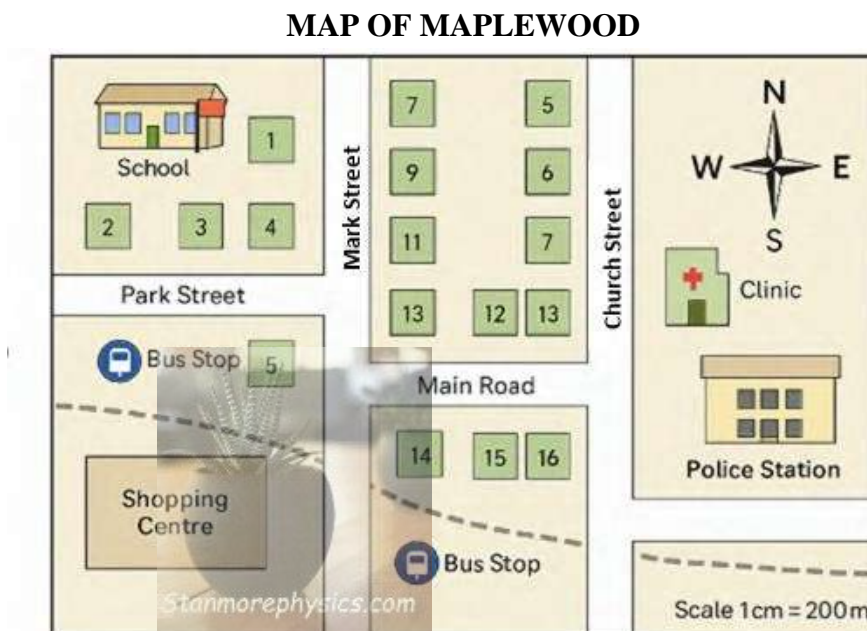 MAP OF MAPLEWOOD
School
1
2
3
4
Park Street
Mark Street
7
5
9
6
11
7
13
12
13
Church Street
N
W
E
S
Clinic
Bus Stop
5
Main Road
Police Station
14
15
16
Shopping
Centre
Bus Stop
Stanmorephysics.com
Scale 1cm = 200m